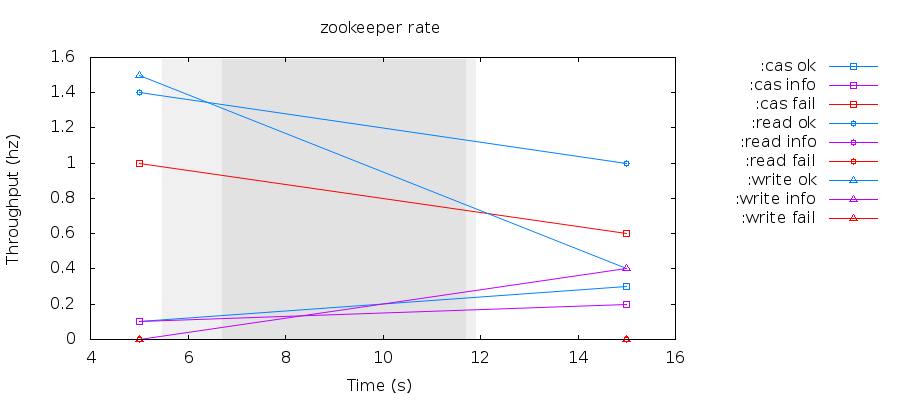 zookeeper rate
1.6
1.4
1.2
1
0.8
0.6
0.4
0.2
0
4 6 8 10 12 14 16
Throughput (hz)
Time (s)
:cas ok
:cas info
:cas fail
:read ok
:read info
:read fail
:write ok
:write info
:write fail